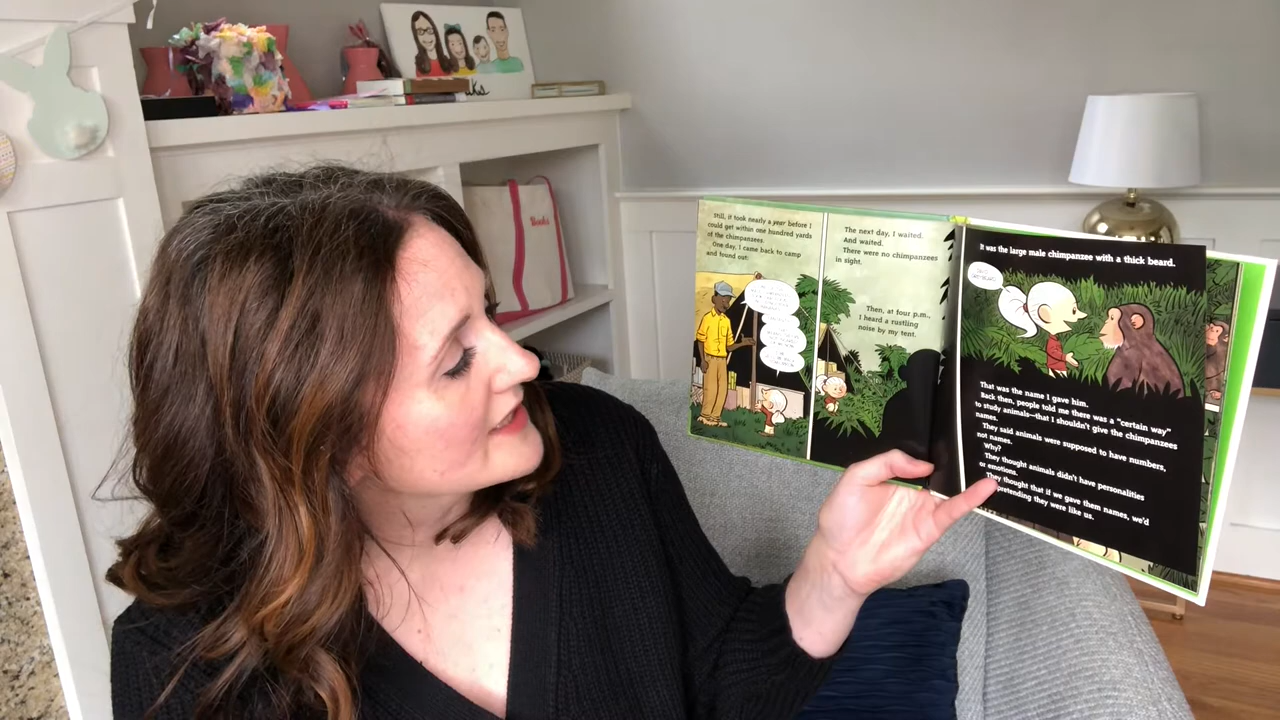 Books
Still, it took nearly a year before I
could get within one hundred yards
of the chimpanzees.
One day, I came back to camp
and found out:
The next day, I waited.
And waited.
There were no chimpanzees
in sight.
Then, at four p.m.,
I heard a rustling
noise by my tent.
It was the large male chimpanzee with a thick beard.
That was the name I gave him.
Back then, people told me there was a "certain way"
to study animals—that I shouldn't give the chimpanzees
names.
They said animals were supposed to have numbers,
not names.
Why?
They thought animals didn't have personalities
or emotions.
They thought that if we gave them names, we'd
pretending they were like us.